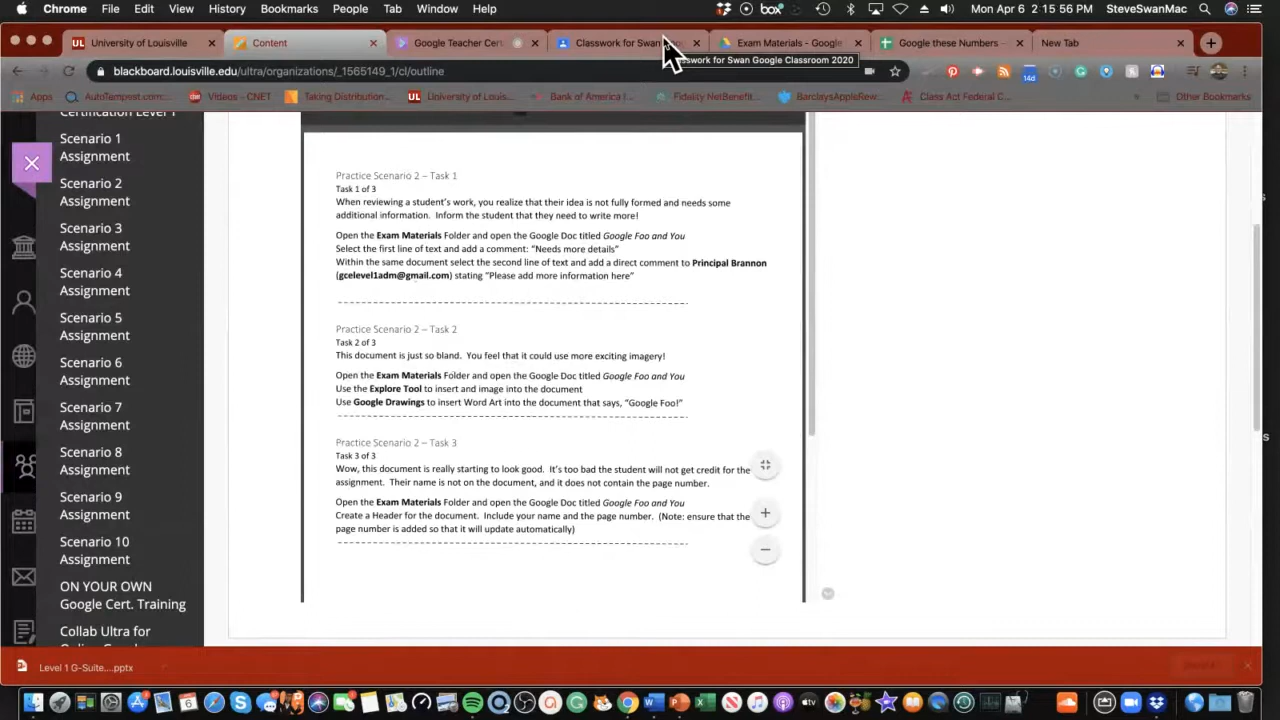 Chrome File Edit View History Bookmarks People Tab Window Help
box Mon Apr 6 2:15:56 PM SteveSwanMac
University of Louisville Content Google Teacher Cert Classwork for Swan Exam Materials - Google Google these Numbers - New Tab
blackboard.louisville.edu/ultra/organizations/_1565149_1/cl/outline
swork for Swan Google Classroom 2020
14d
Apps AutoTempest.com:... Videos - CNET Taking Distribution... University of Louis... Bank of America |... Fidelity NetBenefit... BarclaysAppleRew... Class Act Federal C... Other Bookmarks
Certification Level 1
Scenario 1
Assignment
Scenario 2
Assignment
Scenario 3
Assignment
Scenario 4
Assignment
Scenario 5
Assignment
Scenario 6
Assignment
Scenario 7
Assignment
Scenario 8
Assignment
Scenario 9
Assignment
Scenario 10
Assignment
ON YOUR OWN
Google Cert. Training
Collab Ultra for
Practice Scenario 2 – Task 1
Task 1 of 3
When reviewing a student's work, you realize that their idea is not fully formed and needs some
additional information. Inform the student that they need to write more!
Open the Exam Materials Folder and open the Google Doc titled Google Foo and You
Select the first line of text and add a comment: "Needs more details"
Within the same document select the second line of text and add a direct comment to Principal Brannon
(gcelevel1adm@gmail.com) stating "Please add more information here"
Practice Scenario 2 – Task 2
Task 2 of 3
This document is just so bland. You feel that it could use more exciting imagery!
Open the Exam Materials Folder and open the Google Doc titled Google Foo and You
Use the Explore Tool to insert and image into the document
Use Google Drawings to insert Word Art into the document that says, "Google Foo!"
Practice Scenario 2 – Task 3
Task 3 of 3
Wow, this document is really starting to look good. It's too bad the student will not get credit for the
assignment. Their name is not on the document, and it does not contain the page number.
Open the Exam Materials Folder and open the Google Doc titled Google Foo and You
Create a Header for the document. Include your name and the page number. (Note: ensure that the
page number is added so that it will update automatically)
Level 1 G-Suite....pptx